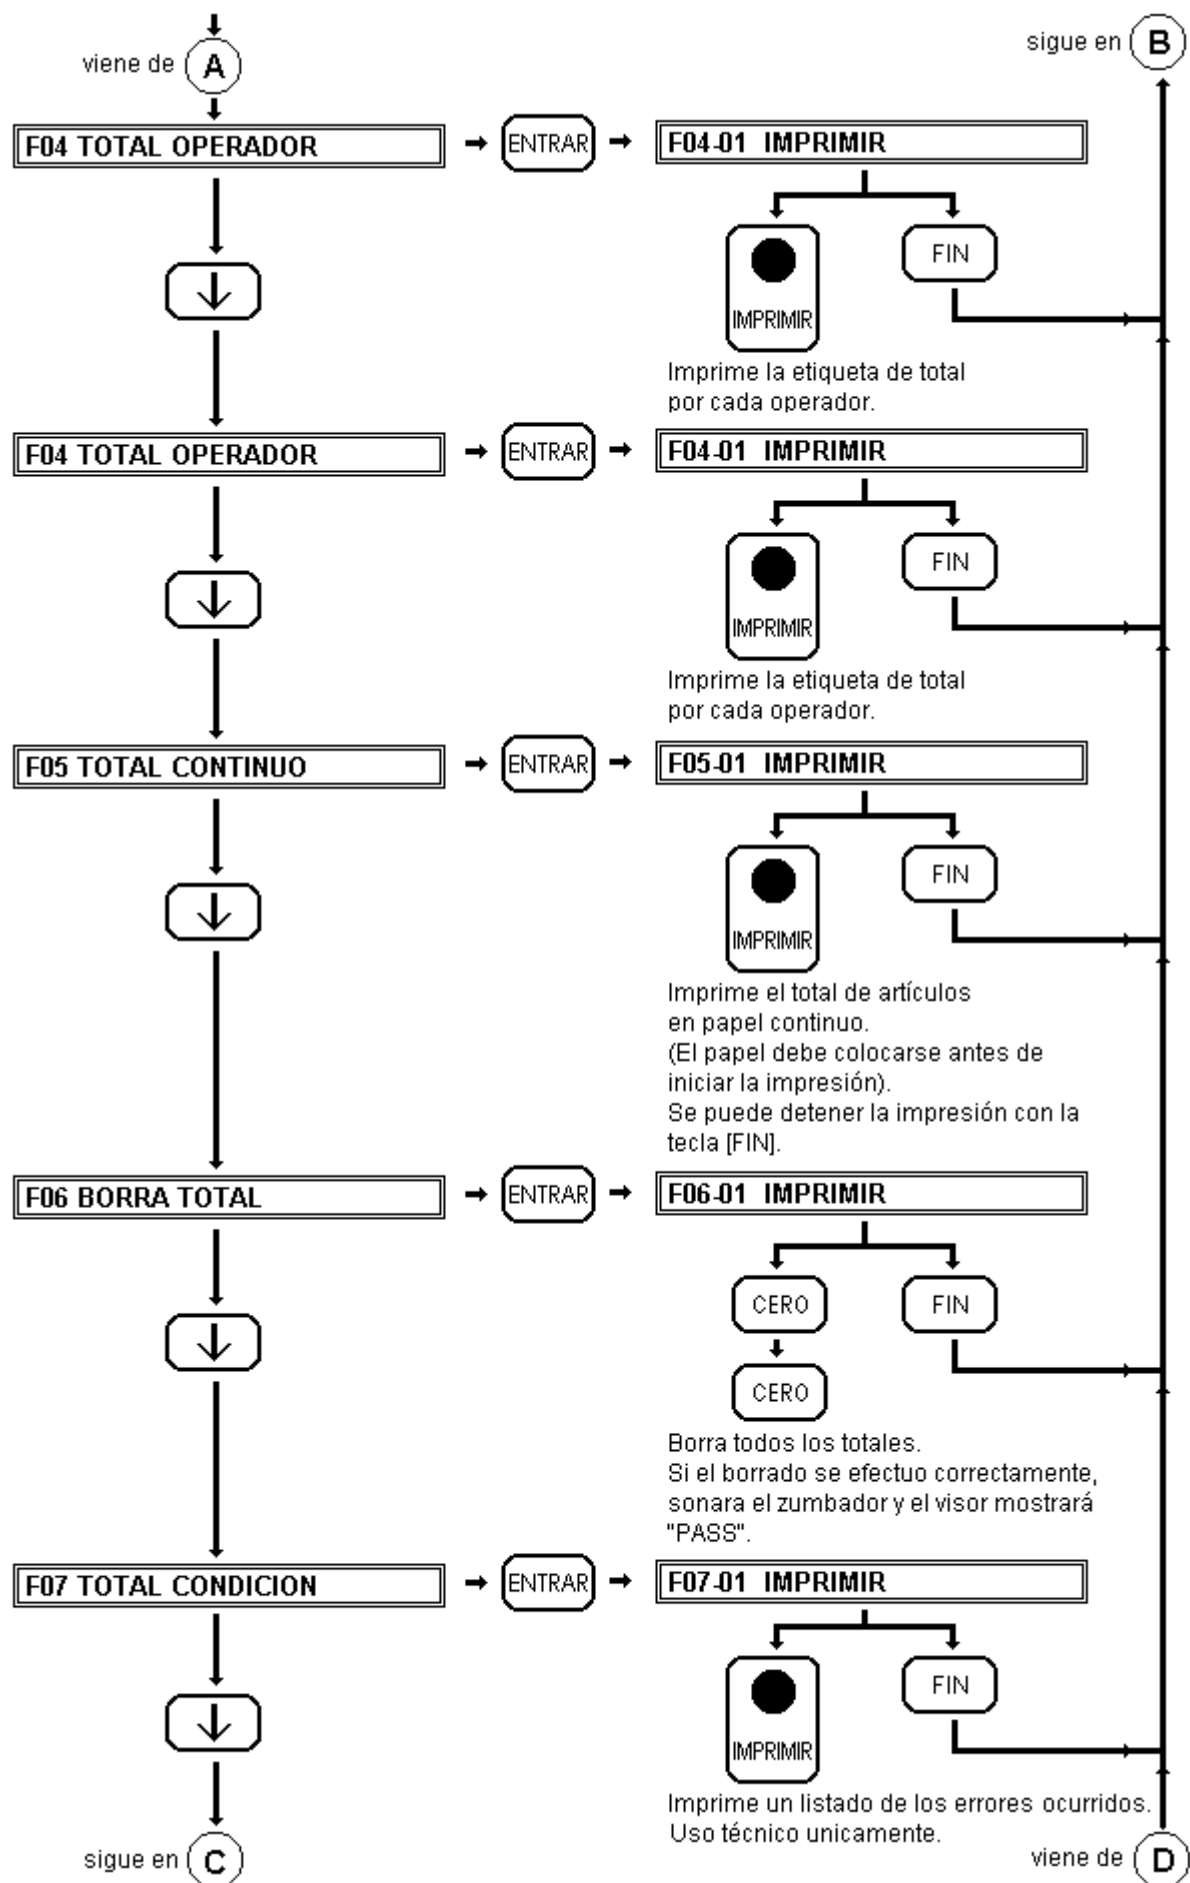 viene de A
sigue en B
F04 TOTAL OPERADOR
ENTRAR
F04-01 IMPRIMIR
IMPRIMIR
FIN
Imprime la etiqueta de total
por cada operador.
F04 TOTAL OPERADOR
ENTRAR
F04-01 IMPRIMIR
IMPRIMIR
FIN
Imprime la etiqueta de total
por cada operador.
F05 TOTAL CONTINUO
ENTRAR
F05-01 IMPRIMIR
IMPRIMIR
FIN
Imprime el total de artículos
en papel continuo.
(El papel debe colocarse antes de
iniciar la impresión).
Se puede detener la impresión con la
tecla [FIN].
F06 BORRA TOTAL
ENTRAR
F06-01 IMPRIMIR
CERO
FIN
CERO
Borra todos los totales.
Si el borrado se efectuo correctamente,
sonara el zumbador y el visor mostrará
"PASS".
F07 TOTAL CONDICION
ENTRAR
F07-01 IMPRIMIR
IMPRIMIR
FIN
Imprime un listado de los errores ocurridos.
Uso técnico unicamente.
sigue en C
viene de D